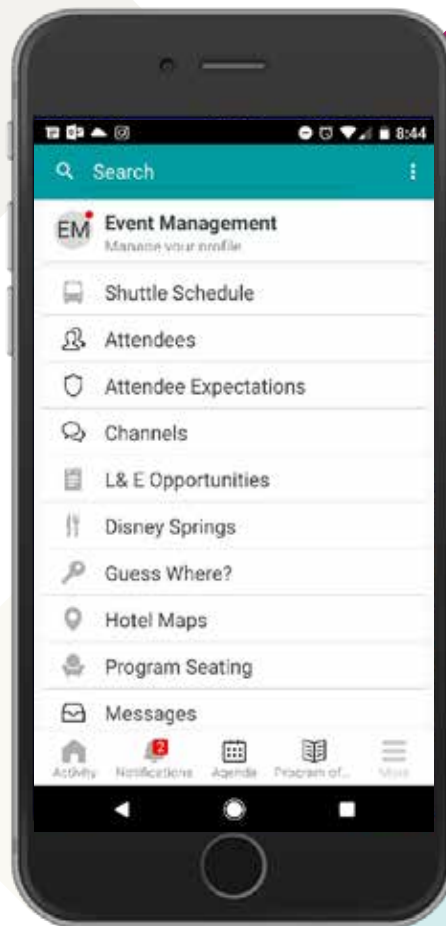 8:44
Search
EM
Event Management
Manage your profile
Shuttle Schedule
Attendees
Attendee Expectations
Channels
L& E Opportunities
Disney Springs
Guess Where?
Hotel Maps
Program Seating
Messages
2
Activity Notifications Agenda Program of... More